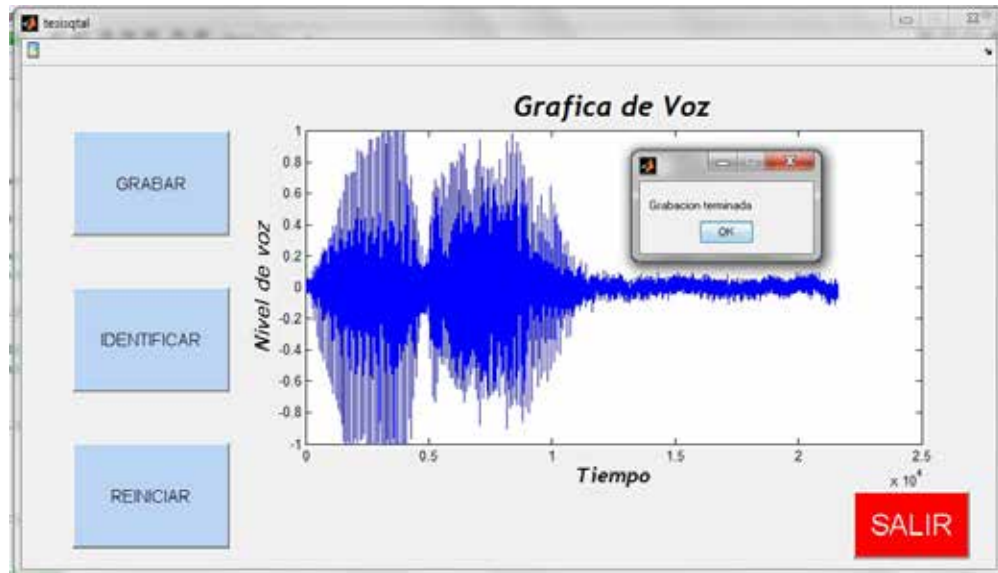 tesisqtal
Grafica de Voz
GRABAR
IDENTIFICAR
REINICIAR
Nivel de voz
1
0.8
0.6
0.4
0.2
0
-0.2
-0.4
-0.6
-0.8
-1
Grabacion terminada
OK
0 0.5 1 1.5 2 2.5
Tiempo
x 10⁴
SALIR